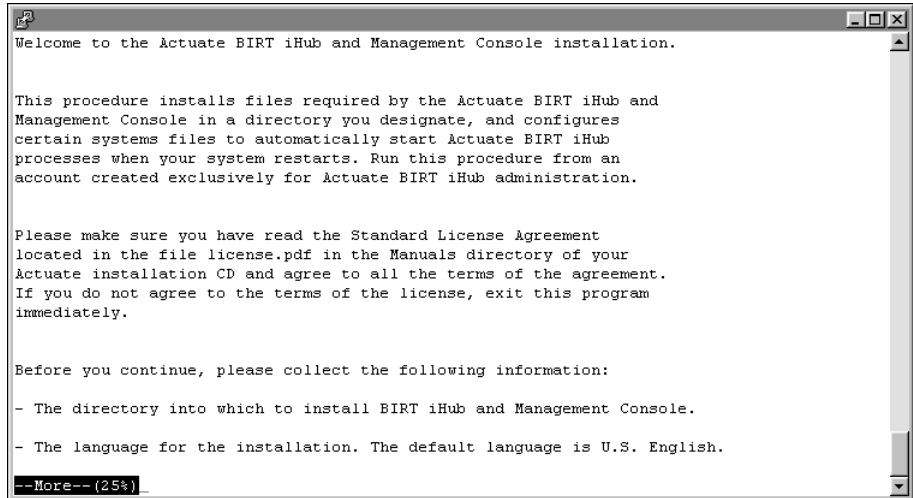 Welcome to the Actuate BIRT iHub and Management Console installation.
This procedure installs files required by the Actuate BIRT iHub and
Management Console in a directory you designate, and configures
certain systems files to automatically start Actuate BIRT iHub
processes when your system restarts. Run this procedure from an
account created exclusively for Actuate BIRT iHub administration.
Please make sure you have read the Standard License Agreement
located in the file license.pdf in the Manuals directory of your
Actuate installation CD and agree to all the terms of the agreement.
If you do not agree to the terms of the license, exit this program
immediately.
Before you continue, please collect the following information:
- The directory into which to install BIRT iHub and Management Console.
- The language for the installation. The default language is U.S. English.
--More--(25%)_